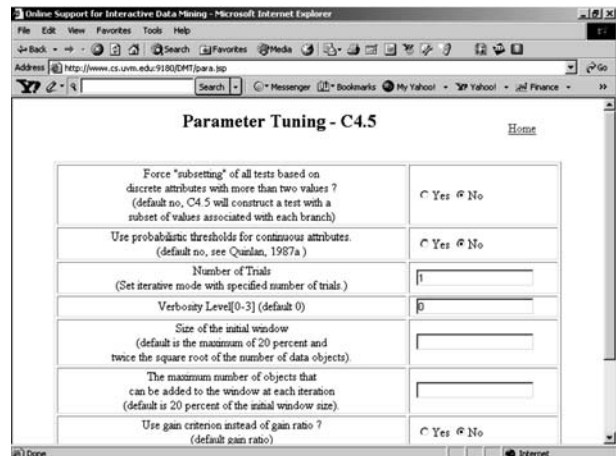 Online Support for Interactive Data Mining - Microsoft Internet Explorer
File Edit View Favorites Tools Help
Back Search Favorites Media
Address http://www.cs.uvm.edu:9180/DMT/para.jsp Go
Y! Search Messenger Bookmarks My Yahoo! Yahoo! Finance
Parameter Tuning - C4.5
Home
Force "subsetting" of all tests based on
discrete attributes with more than two values ?
(default no, C4.5 will construct a test with a
subset of values associated with each branch)
Yes No
Use probabilistic thresholds for continuous attributes.
(default no, see Quinlan, 1987a )
Yes No
Number of Trials
(Set iterative mode with specified number of trials.)
1
Verbosity Level[0-3] (default 0)
0
Size of the initial window
(default is the maximum of 20 percent and
twice the square root of the number of data objects).
The maximum number of objects that
can be added to the window at each iteration
(default is 20 percent of the initial window size).
Use gain criterion instead of gain ratio ?
(default gain ratio)
Yes No
Done Internet